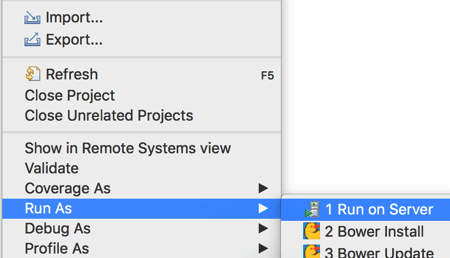 Import...
Export...
Refresh F5
Close Project
Close Unrelated Projects
Show in Remote Systems view
Validate
Coverage As
Run As
1 Run on Server
Debug As
2 Bower Install
Profile As
3 Bower Update